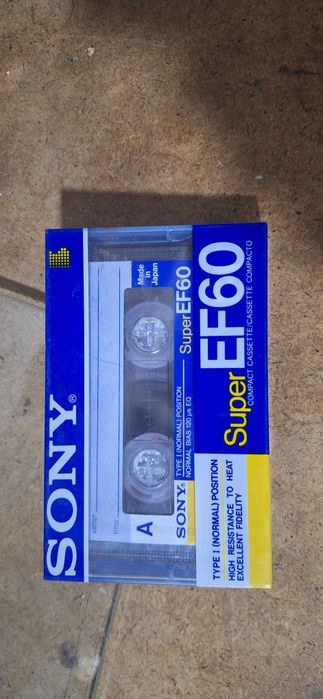 SONY®
ARTIST
TITLE
A
Made
in
Japan
SONY®
TYPE I (NORMAL) POSITION
NORMAL BIAS 120 µs EQ
Super EF60
Super EF60
COMPACT CASSETTE/CASSETTE COMPACTO
TYPE I (NORMAL) POSITION
HIGH RESISTANCE TO HEAT
EXCELLENT FIDELITY